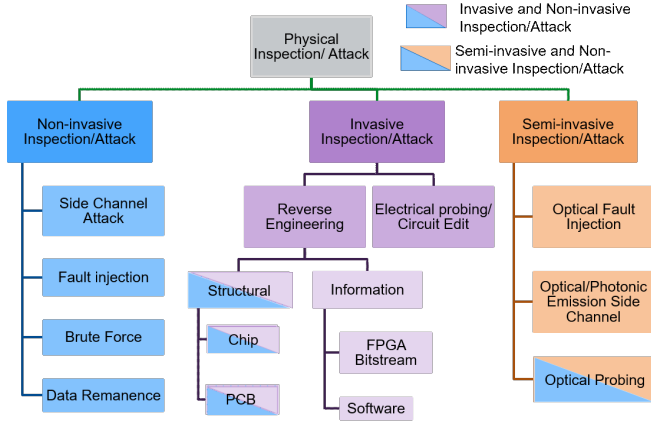 Physical
Inspection/ Attack
Invasive and Non-invasive
Inspection/Attack
Semi-invasive and Non-
invasive Inspection/Attack
Non-invasive
Inspection/Attack
Invasive
Inspection/Attack
Semi-invasive
Inspection/Attack
Side Channel
Attack
Fault injection
Brute Force
Data Remanence
Reverse
Engineering
Electrical probing/
Circuit Edit
Structural
Chip
PCB
Information
FPGA
Bitstream
Software
Optical Fault
Injection
Optical/Photonic
Emission Side
Channel
Optical Probing